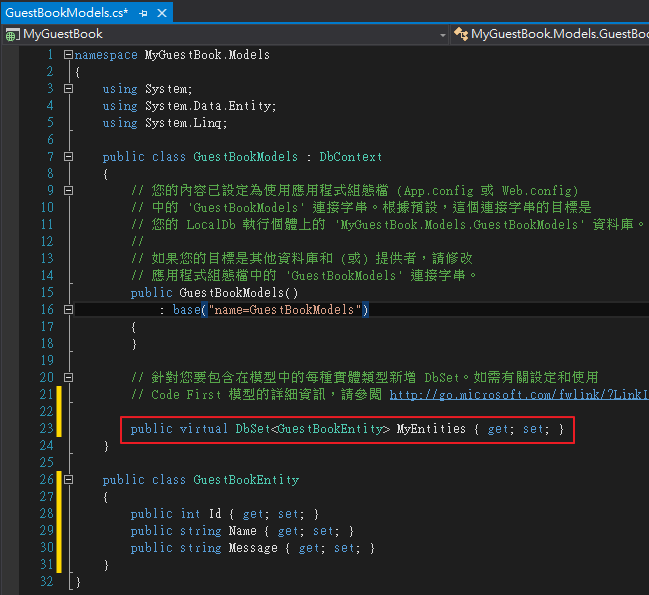 GuestBookModels.cs*
MyGuestBook MyGuestBook.Models.GuestBoo
1 namespace MyGuestBook.Models
2 {
3 using System;
4 using System.Data.Entity;
5 using System.Linq;
6
7 public class GuestBookModels : DbContext
8 {
9 // 您的內容已設定為使用應用程式組態檔 (App.config 或 Web.config)
10 // 中的 'GuestBookModels' 連接字串。根據預設，這個連接字串的目標是
11 // 您的 LocalDb 執行個體上的 'MyGuestBook.Models.GuestBookModels' 資料庫。
12 //
13 // 如果您的目標是其他資料庫和 (或) 提供者，請修改
14 // 應用程式組態檔中的 'GuestBookModels' 連接字串。
15 public GuestBookModels()
16 : base("name=GuestBookModels")
17 {
18 }
19
20 // 針對您要包含在模型中的每種實體類型新增 DbSet。如需有關設定和使用
21 // Code First 模型的詳細資訊，請參閱 http://go.microsoft.com/fwlink/?LinkI
22
23 public virtual DbSet<GuestBookEntity> MyEntities { get; set; }
24 }
25
26 public class GuestBookEntity
27 {
28 public int Id { get; set; }
29 public string Name { get; set; }
30 public string Message { get; set; }
31 }
32 }